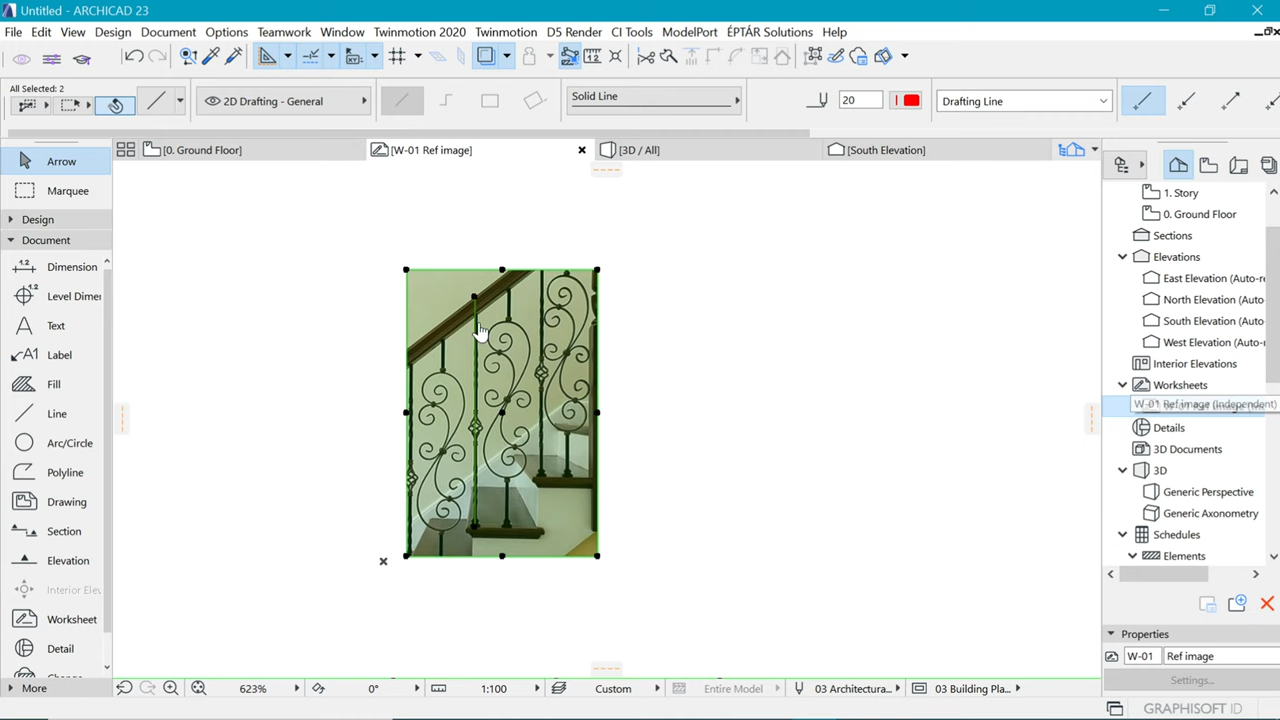 Untitled - ARCHICAD 23
File Edit View Design Document Options Teamwork Window Twinmotion 2020 Twinmotion D5 Render CI Tools ModelPort ÉPTÁR Solutions Help
All Selected: 2
2D Drafting - General
Solid Line
20
Drafting Line
[0. Ground Floor]
[W-01 Ref image]
[3D / All]
[South Elevation]
Arrow
Marquee
Design
Document
Dimension
Level Dime
Text
Label
Fill
Line
Arc/Circle
Polyline
Drawing
Section
Elevation
Interior Ele
Worksheet
Detail
More
1. Story
0. Ground Floor
Sections
Elevations
East Elevation (Auto-re
North Elevation (Auto
South Elevation (Auto-
West Elevation (Auto-
Interior Elevations
Worksheets
W-01 Ref image (Independent)
Details
3D Documents
3D
Generic Perspective
Generic Axonometry
Schedules
Elements
Properties
W-01 Ref image
Settings...
623% 0° 1:100 Custom Entire Model 03 Architectura... 03 Building Pla...
GRAPHISOFT ID